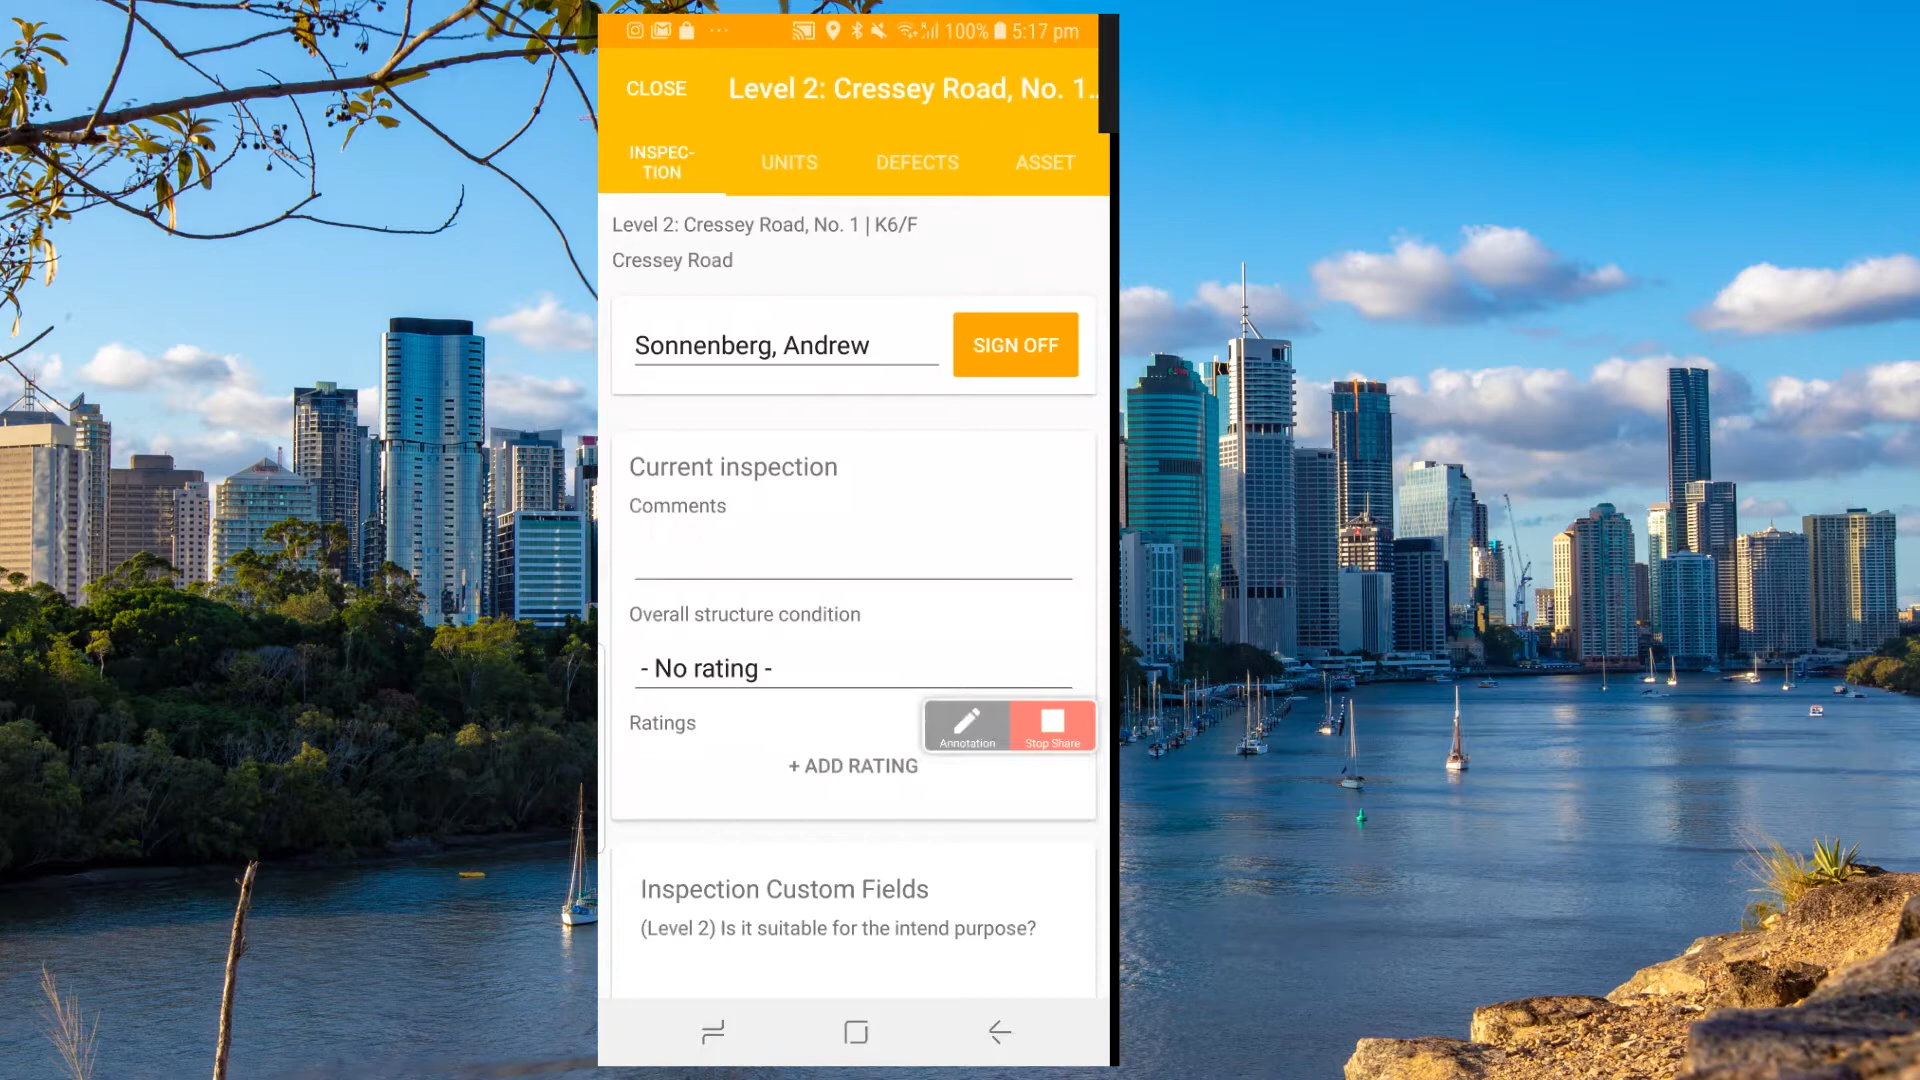 100% 5:17 pm
CLOSE
Level 2: Cressey Road, No. 1..
INSPEC-
TION
UNITS
DEFECTS
ASSET
Level 2: Cressey Road, No. 1 | K6/F
Cressey Road
Sonnenberg, Andrew
SIGN OFF
Current inspection
Comments
Overall structure condition
- No rating -
Ratings
Annotation
Stop Share
+ ADD RATING
Inspection Custom Fields
(Level 2) Is it suitable for the intend purpose?